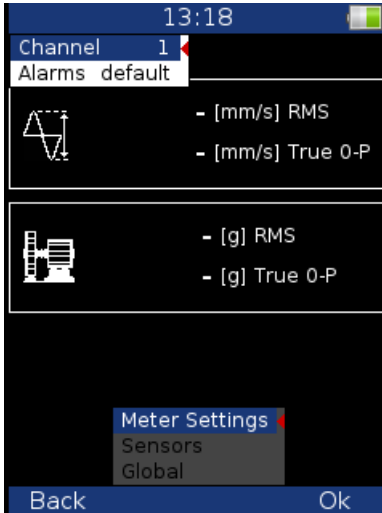 13:18
Channel 1
Alarms default
- [mm/s] RMS
- [mm/s] True 0-P
- [g] RMS
- [g] True 0-P
Meter Settings
Sensors
Global
Back Ok